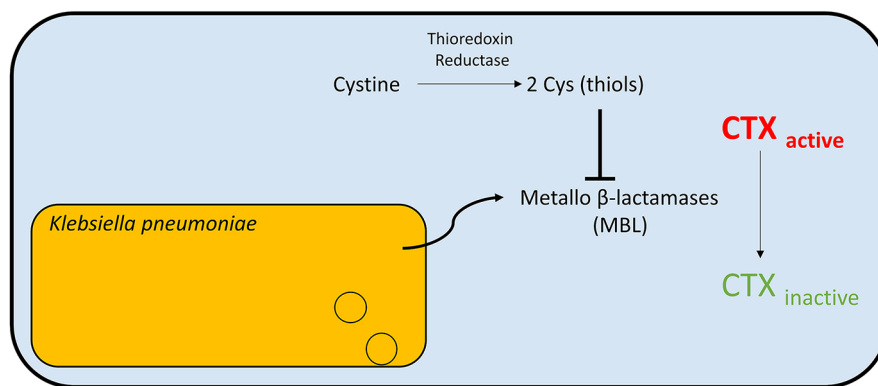 Thioredoxin
Reductase
Cystine
2 Cys (thiols)
CTX active
Metallo β-lactamases
(MBL)
Klebsiella pneumoniae
CTX inactive